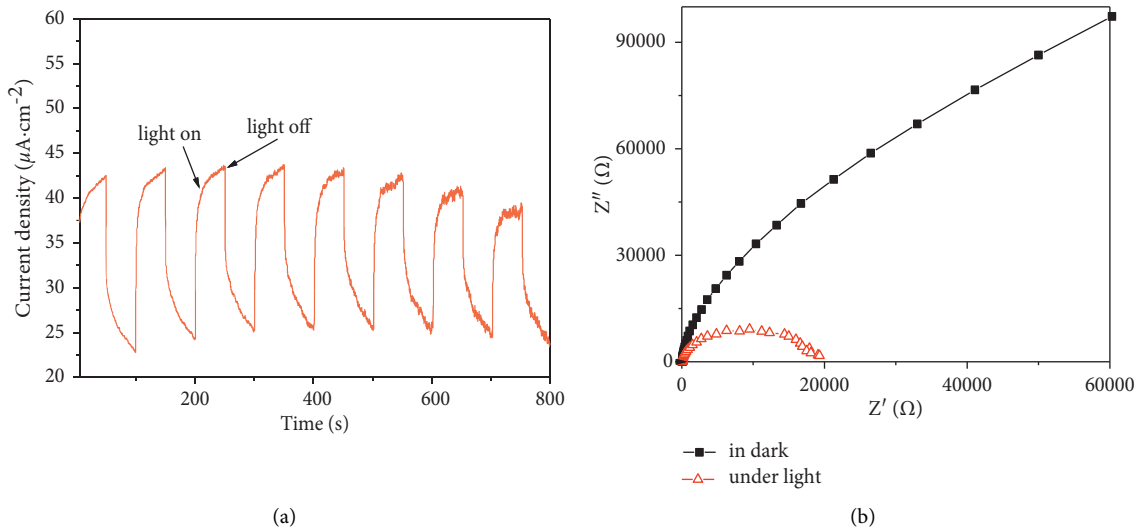 60
55
50
45
40
35
30
25
20
Current density (μA·cm⁻²)
light on
light off
200
400
600
800
Time (s)
(a)
90000
60000
30000
0
Z″ (Ω)
0
20000
40000
60000
Z′ (Ω)
in dark
under light
(b)